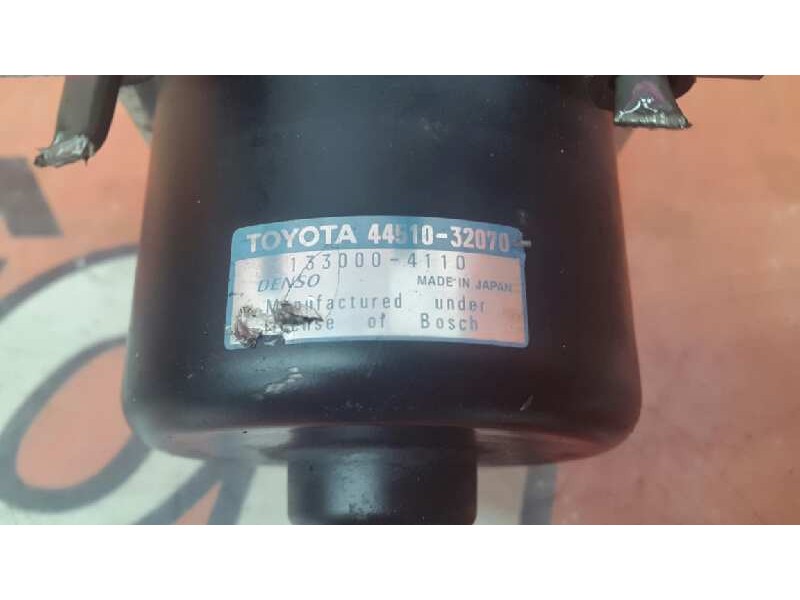 TOYOTA 44510-32070
133000-4110
DENSO MADE IN JAPAN
Manufactured under
of Bosch